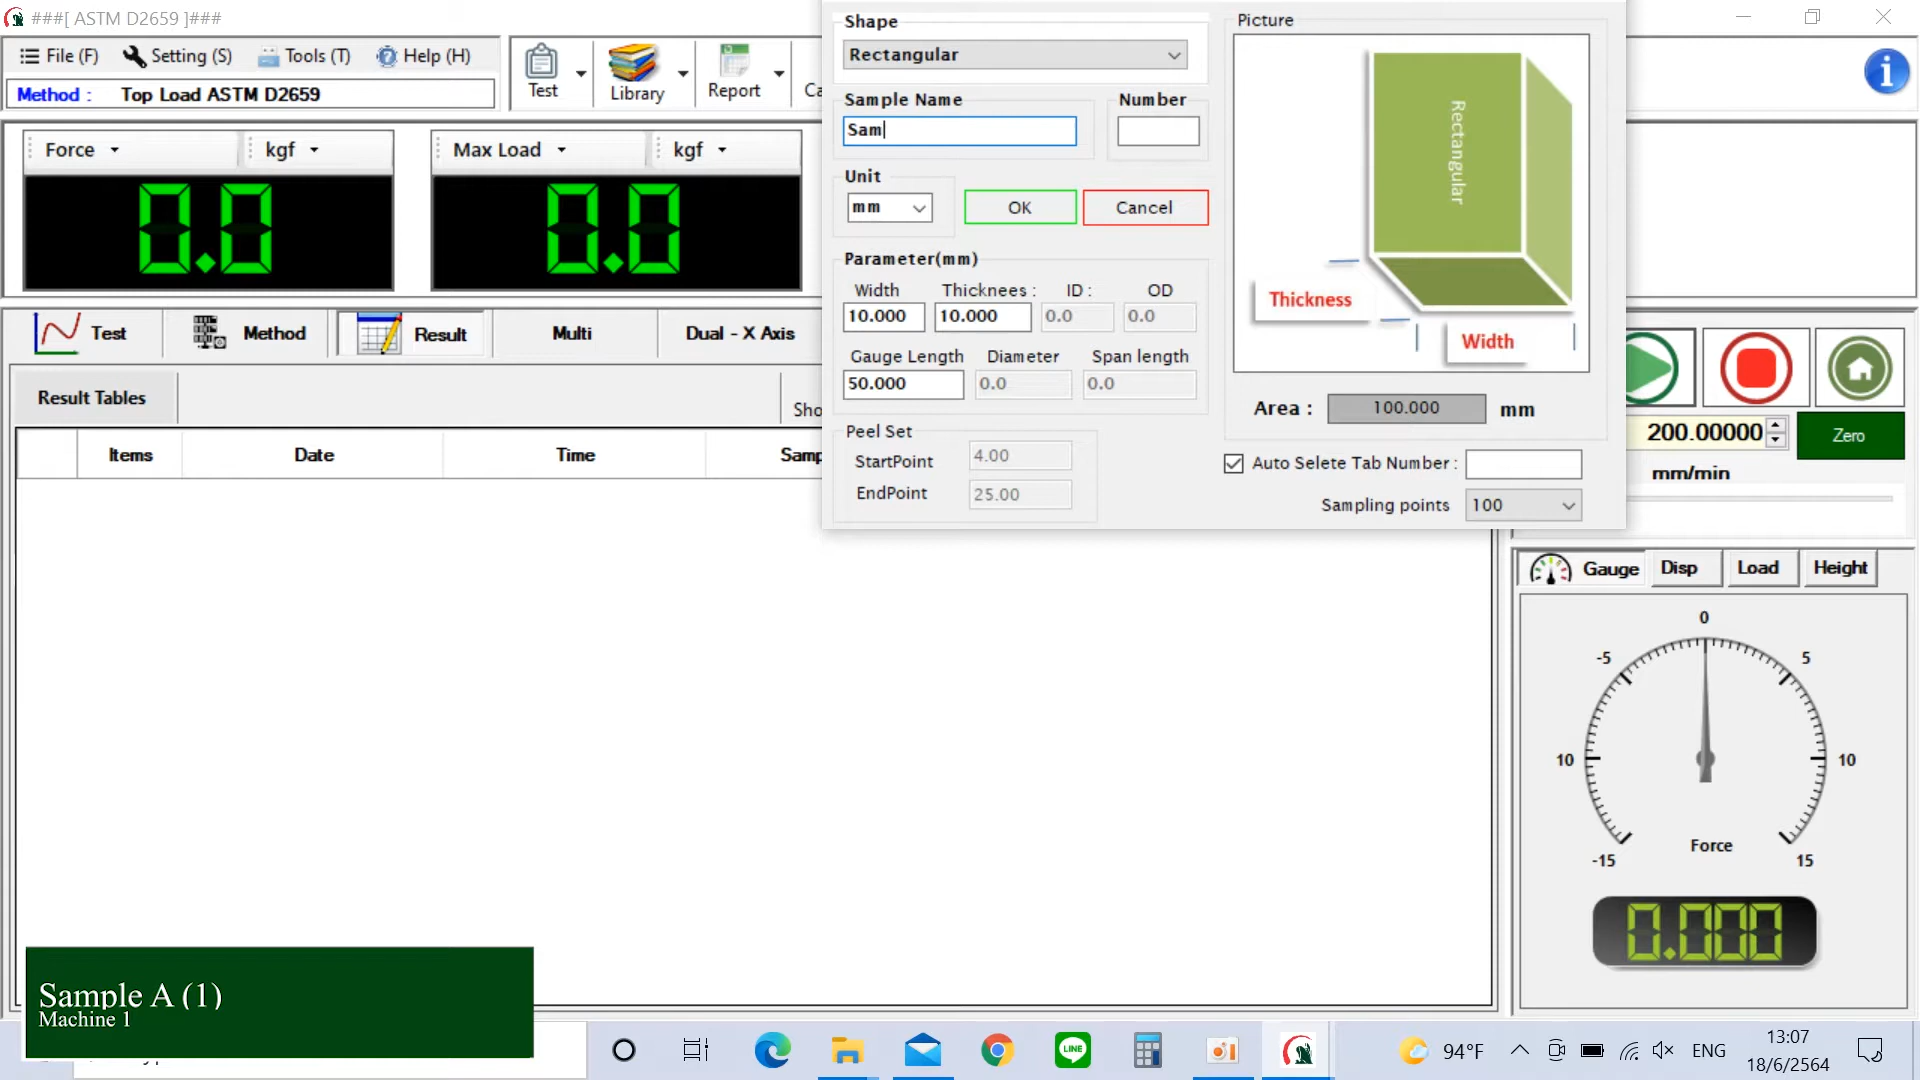 ###[ ASTM D2659 ]###
File (F)
Setting (S)
Tools (T)
Help (H)
Method :
Top Load ASTM D2659
Test
Library
Report
Force
kgf
0.0
Max Load
kgf
0.0
Test
Method
Result
Multi
Dual - X Axis
Result Tables
Items
Date
Time
Shape
Rectangular
Sample Name
Sam
Number
Unit
mm
OK
Cancel
Parameter(mm)
Width
Thicknees :
ID :
OD
10.000
10.000
0.0
0.0
Gauge Length
Diameter
Span length
50.000
0.0
0.0
Peel Set
StartPoint
4.00
EndPoint
25.00
Picture
Rectangular
Thickness
Width
Area :
100.000
mm
Auto Selete Tab Number :
Sampling points
100
200.00000
Zero
mm/min
Gauge
Disp
Load
Height
0
-5
5
10
10
-15
15
Force
0.000
Sample A (1)
Machine 1
LINE
94°F
ENG
13:07
18/6/2564